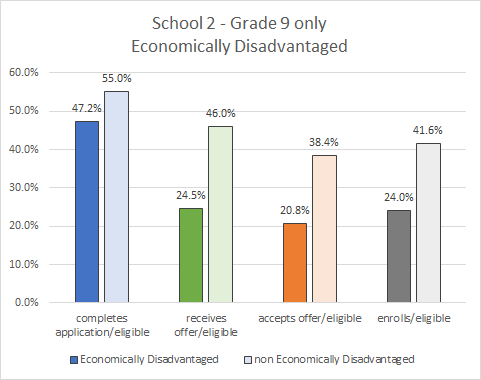 School 2 - Grade 9 only
Economically Disadvantaged
60.0%
50.0%
40.0%
30.0%
20.0%
10.0%
0.0%
47.2%
55.0%
24.5%
46.0%
20.8%
38.4%
24.0%
41.6%
completes
application/eligible
receives
offer/eligible
accepts offer/eligible
enrolls/eligible
Economically Disadvantaged
non Economically Disadvantaged